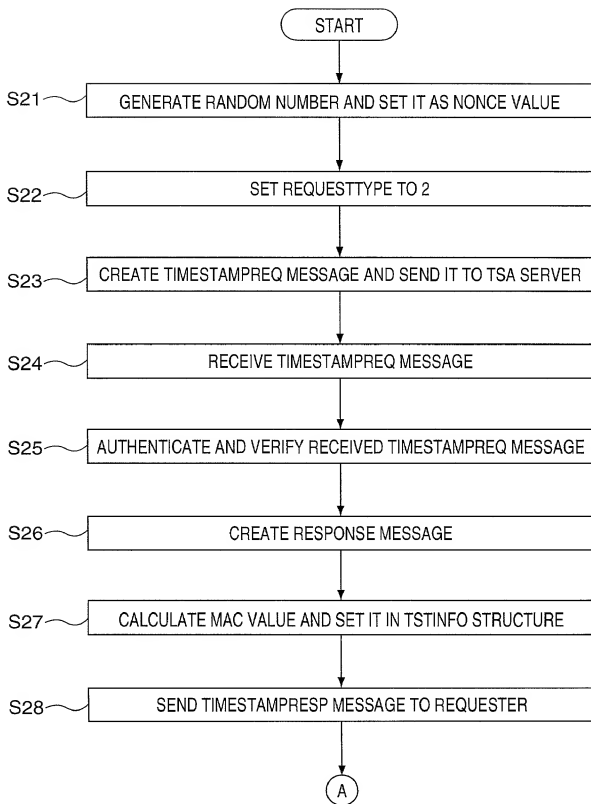 START
S21 GENERATE RANDOM NUMBER AND SET IT AS NONCE VALUE
S22 SET REQUESTTYPE TO 2
S23 CREATE TIMESTAMPREQ MESSAGE AND SEND IT TO TSA SERVER
S24 RECEIVE TIMESTAMPREQ MESSAGE
S25 AUTHENTICATE AND VERIFY RECEIVED TIMESTAMPREQ MESSAGE
S26 CREATE RESPONSE MESSAGE
S27 CALCULATE MAC VALUE AND SET IT IN TSTINFO STRUCTURE
S28 SEND TIMESTAMPRESP MESSAGE TO REQUESTER
A